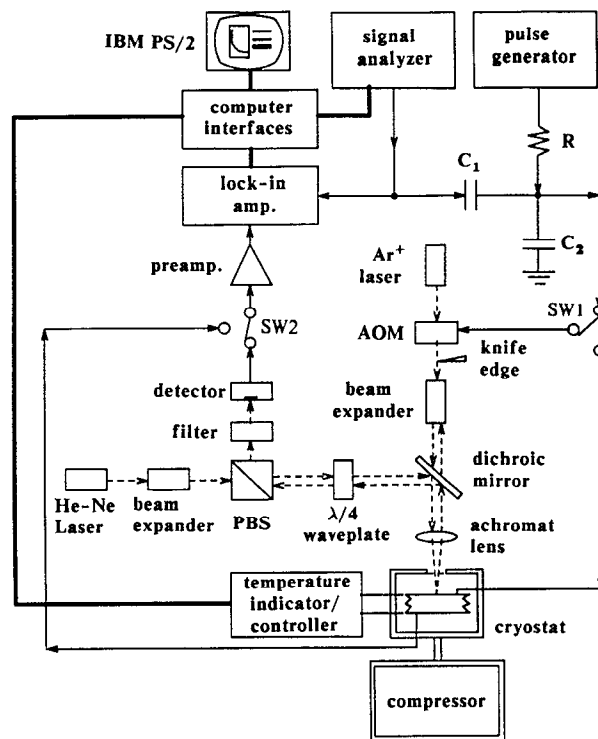 IBM PS/2
signal
analyzer
pulse
generator
computer
interfaces
R
C₁
lock-in
amp.
C₂
preamp.
Ar⁺
laser
SW1
SW2
AOM
knife
edge
detector
beam
expander
filter
dichroic
mirror
He-Ne
Laser
beam
expander
PBS
λ/4
waveplate
achromat
lens
temperature
indicator/
controller
cryostat
compressor